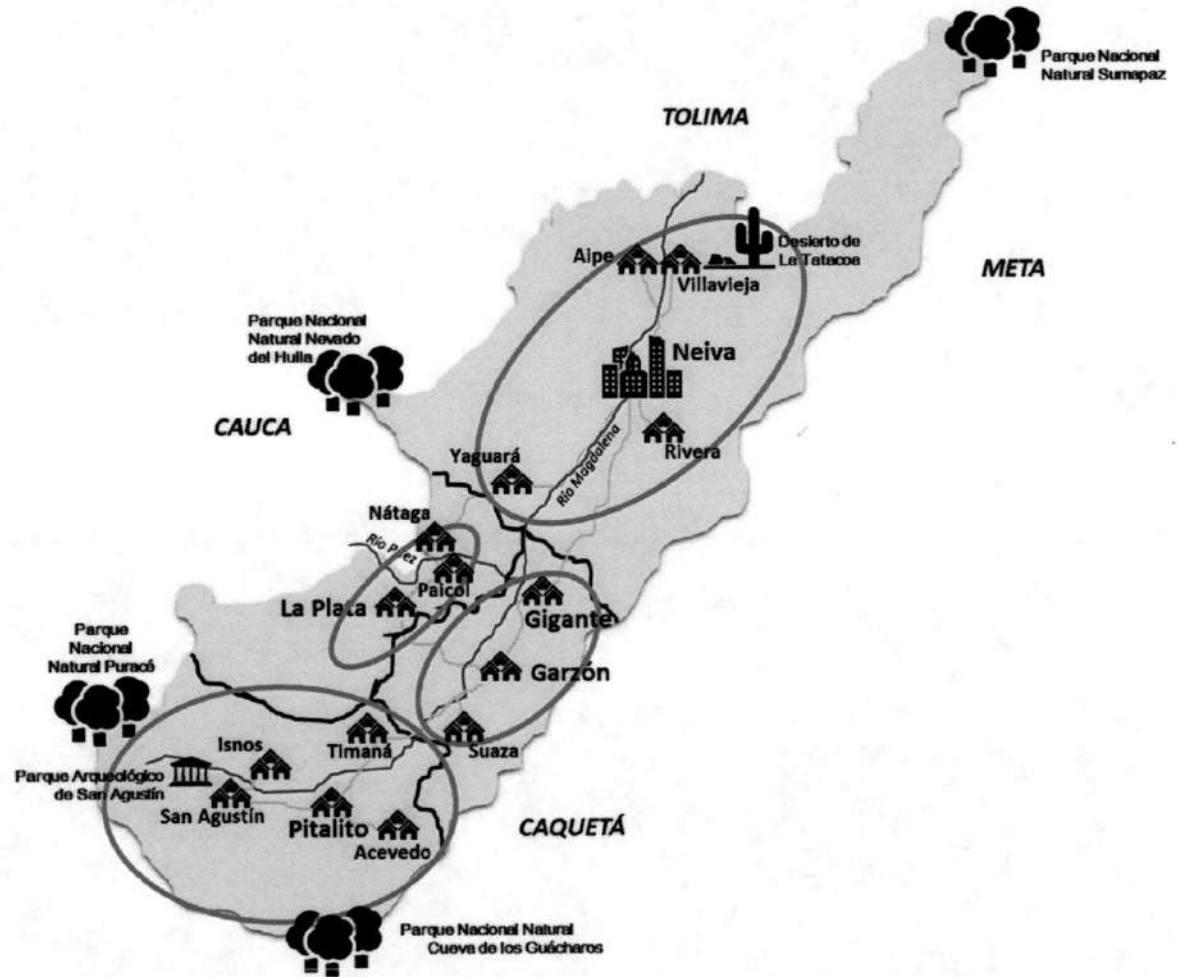 Parque Nacional
Natural Sumapaz
TOLIMA
META
Aipe
Villavieja
Desierto de
La Tatacoa
Parque Nacional
Natural Nevado
del Huila
Neiva
CAUCA
Rivera
Río Magdalena
Yaguará
Nátaga
Río Páez
Paicol
La Plata
Gigante
Garzón
Parque
Nacional
Natural Puracé
Suaza
Timaná
Isnos
Parque Arqueológico
de San Agustín
San Agustín
Pitalito
Acevedo
CAQUETÁ
Parque Nacional Natural
Cueva de los Guácharos